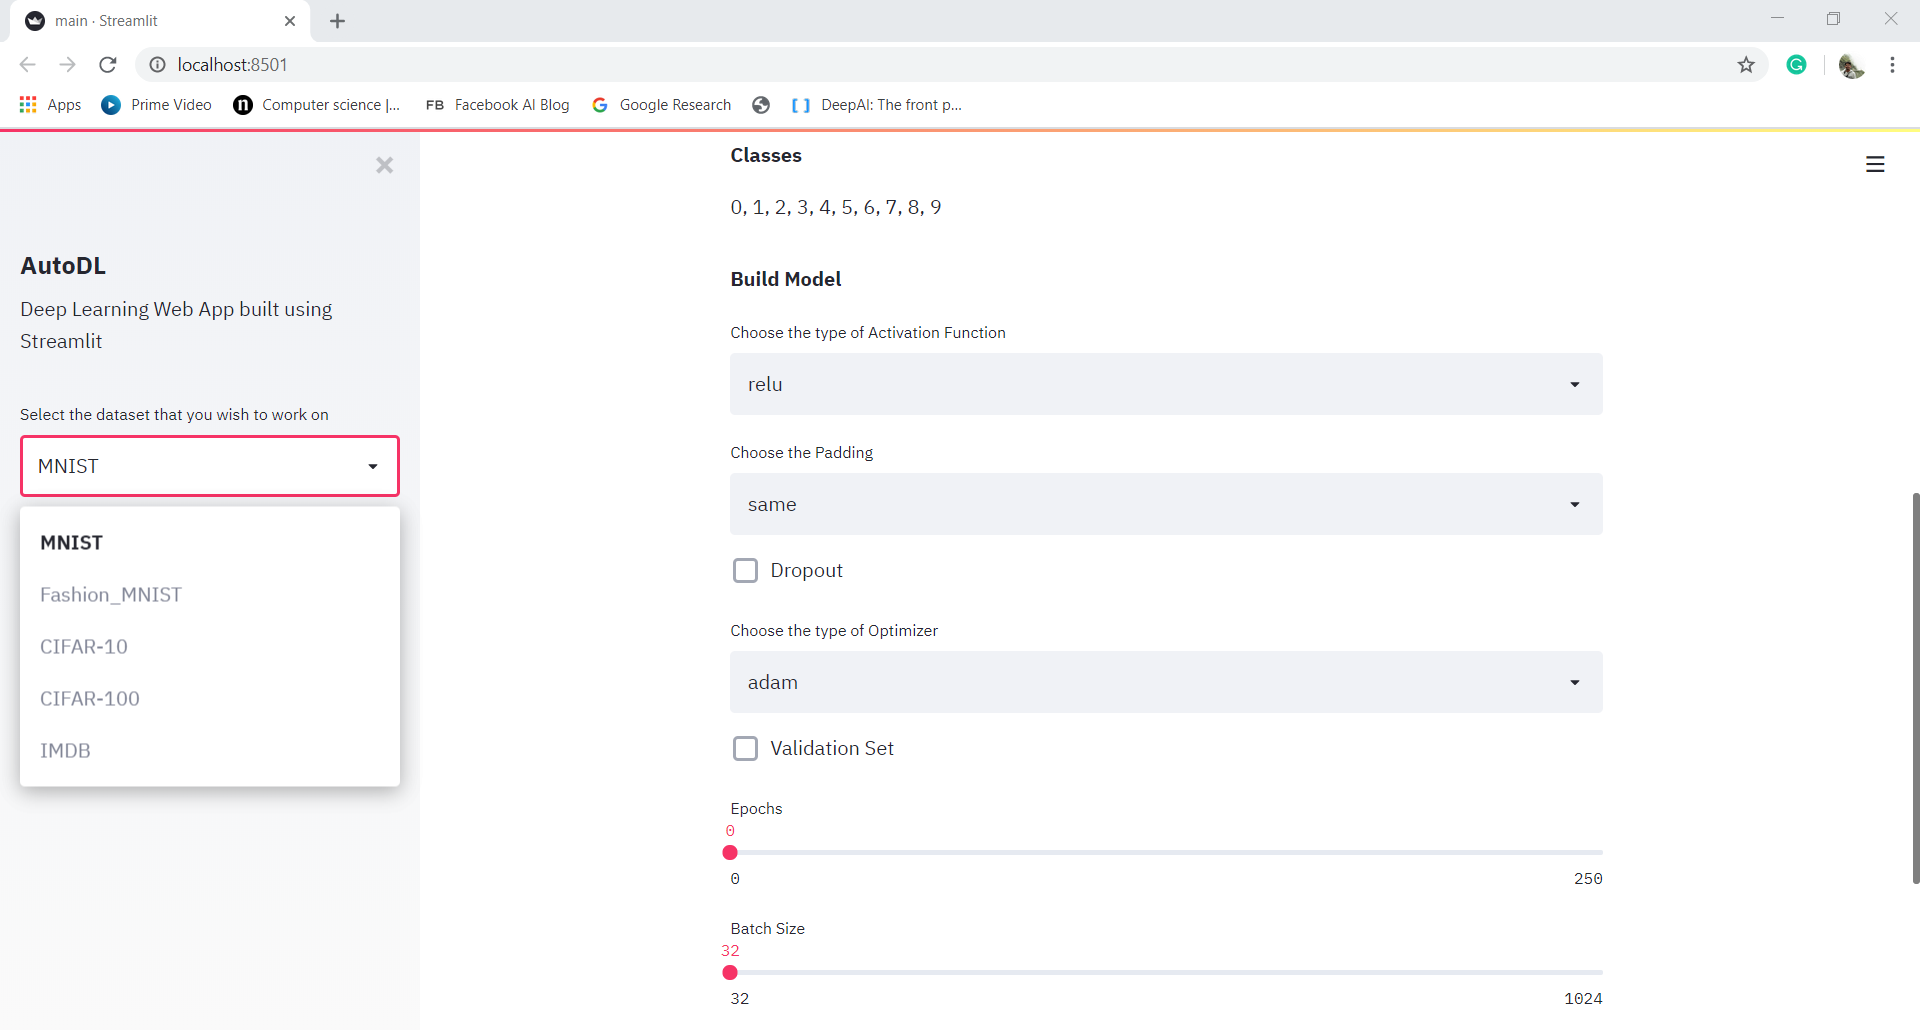 main · Streamlit
localhost:8501
Apps
Prime Video
Computer science |...
FB Facebook AI Blog
Google Research
DeepAI: The front p...
AutoDL
Deep Learning Web App built using
Streamlit
Select the dataset that you wish to work on
MNIST
MNIST
Fashion_MNIST
CIFAR-10
CIFAR-100
IMDB
Classes
0, 1, 2, 3, 4, 5, 6, 7, 8, 9
Build Model
Choose the type of Activation Function
relu
Choose the Padding
same
Dropout
Choose the type of Optimizer
adam
Validation Set
Epochs
0
0 250
Batch Size
32
32 1024